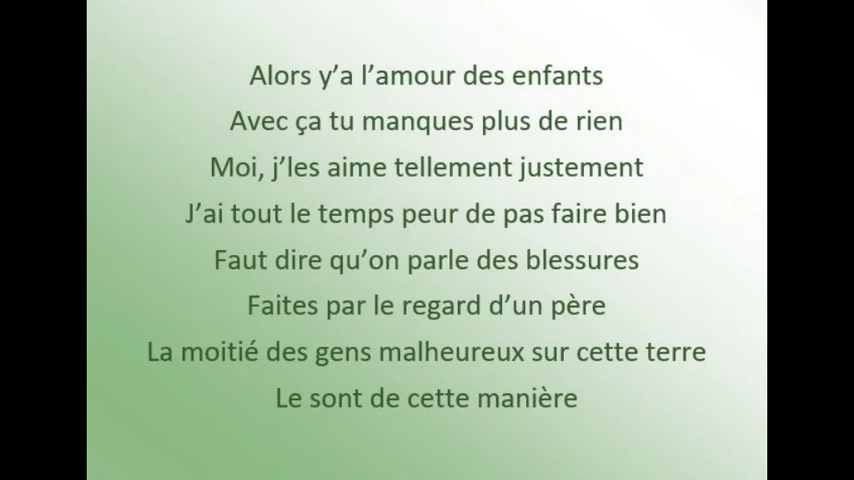 Alors y’a l’amour des enfants
Avec ça tu manques plus de rien
Moi, j’les aime tellement justement
J’ai tout le temps peur de pas faire bien
Faut dire qu’on parle des blessures
Faites par le regard d’un père
La moitié des gens malheureux sur cette terre
Le sont de cette manière